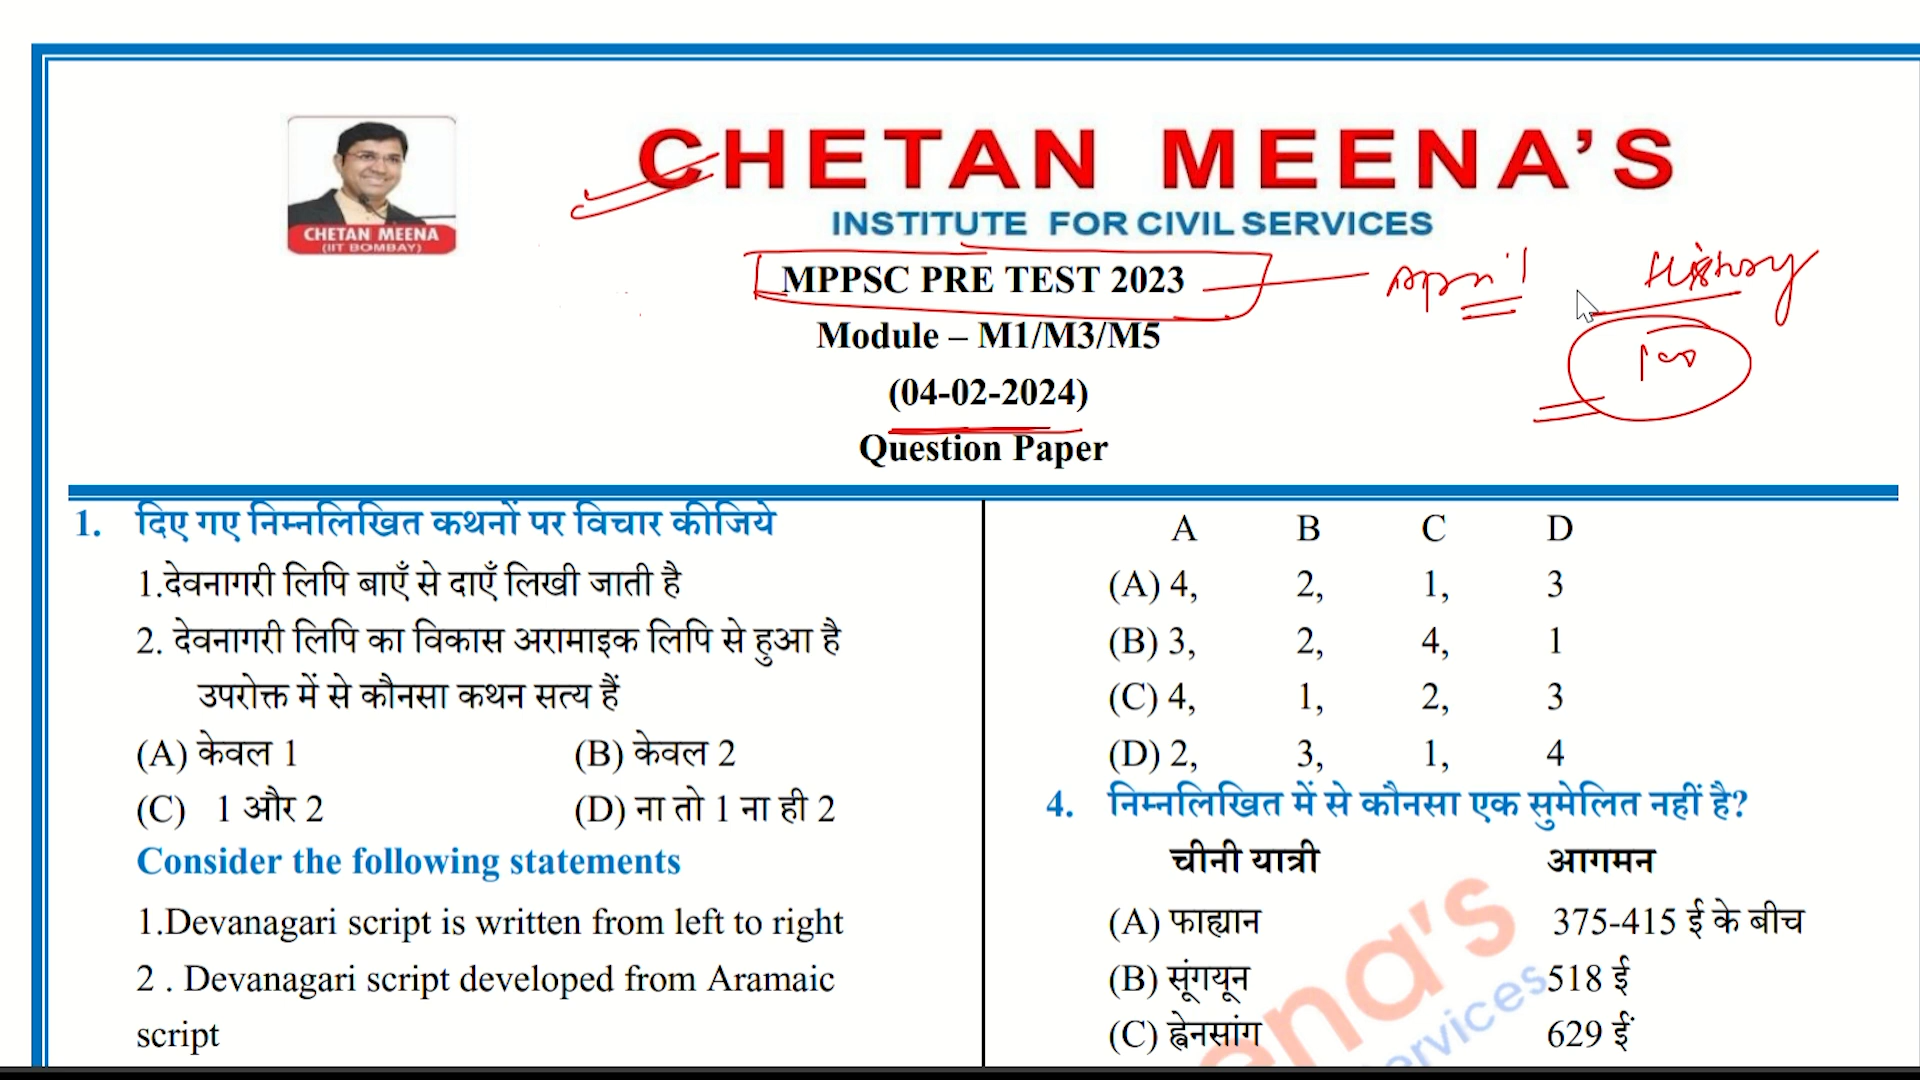 CHETAN MEENA'S
CHETAN MEENA
(IIT BOMBAY)
INSTITUTE FOR CIVIL SERVICES
MPPSC PRE TEST 2023
April
History
100
Module – M1/M3/M5
(04-02-2024)
Question Paper
1. दिए गए निम्नलिखित कथनों पर विचार कीजिये
1.देवनागरी लिपि बाएँ से दाएँ लिखी जाती है
2. देवनागरी लिपि का विकास अरामाइक लिपि से हुआ है
उपरोक्त में से कौनसा कथन सत्य हैं
(A) केवल 1 (B) केवल 2
(C) 1 और 2 (D) ना तो 1 ना ही 2
Consider the following statements
1.Devanagari script is written from left to right
2 . Devanagari script developed from Aramaic
script
A B C D
(A) 4, 2, 1, 3
(B) 3, 2, 4, 1
(C) 4, 1, 2, 3
(D) 2, 3, 1, 4
4. निम्नलिखित में से कौनसा एक सुमेलित नहीं है?
चीनी यात्री आगमन
(A) फाह्यान 375-415 ई के बीच
(B) सूंगयून 518 ई
(C) ह्वेनसांग 629 ईं